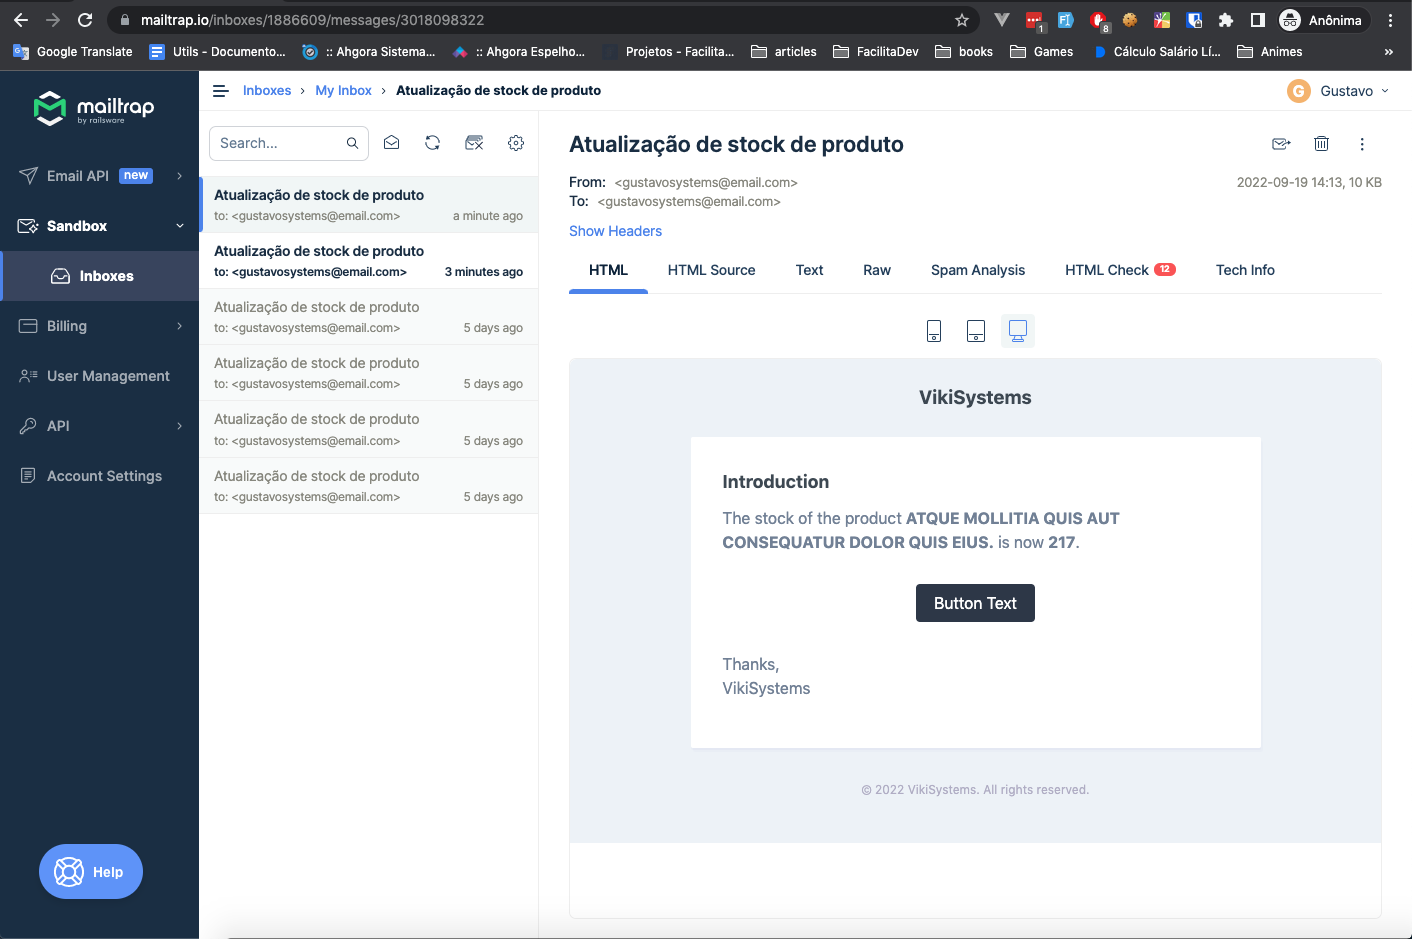 mailtrap.io/inboxes/1886609/messages/3018098322
1
8
Anônima
Google Translate
Utils - Documento...
:: Ahgora Sistema...
:: Ahgora Espelho...
Projetos - Facilita...
articles
FacilitaDev
books
Games
Cálculo Salário Lí...
Animes
»
mailtrap
by railsware
Email API new
Sandbox
Inboxes
Billing
User Management
API
Account Settings
Help
Inboxes › My Inbox › Atualização de stock de produto
G Gustavo
Search...
Atualização de stock de produto
to: <gustavosystems@email.com> a minute ago
Atualização de stock de produto
to: <gustavosystems@email.com> 3 minutes ago
Atualização de stock de produto
to: <gustavosystems@email.com> 5 days ago
Atualização de stock de produto
to: <gustavosystems@email.com> 5 days ago
Atualização de stock de produto
to: <gustavosystems@email.com> 5 days ago
Atualização de stock de produto
to: <gustavosystems@email.com> 5 days ago
Atualização de stock de produto
From: <gustavosystems@email.com> 2022-09-19 14:13, 10 KB
To: <gustavosystems@email.com>
Show Headers
HTML HTML Source Text Raw Spam Analysis HTML Check 12 Tech Info
VikiSystems
Introduction
The stock of the product ATQUE MOLLITIA QUIS AUT
CONSEQUATUR DOLOR QUIS EIUS. is now 217.
Button Text
Thanks,
VikiSystems
© 2022 VikiSystems. All rights reserved.